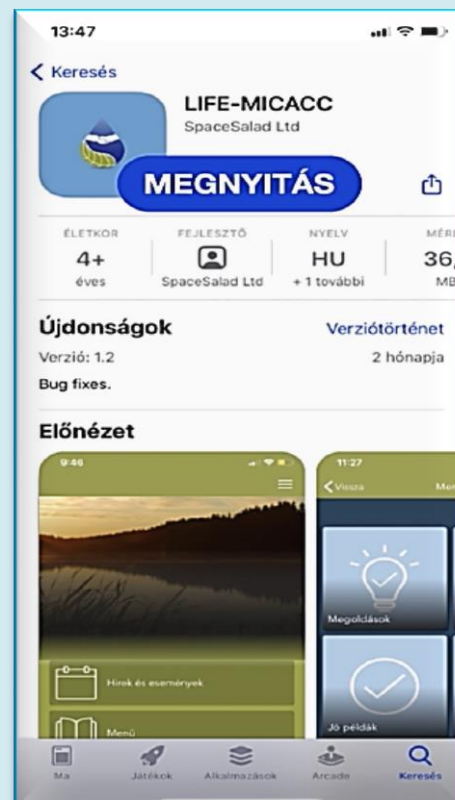 13:47
Keresés
LIFE-MICACC
SpaceSalad Ltd
MEGNYITÁS
ÉLETKOR FEJLESZTŐ NYELV
4+ HU 36,
éves SpaceSalad Ltd + 1 további MB
Újdonságok Verziótörténet
Verzió: 1.2 2 hónapja
Bug fixes.
Előnézet
9:46 11:27
Vissza
Megoldások
Hírek és események
Menü Jó példák
Ma Játékok Alkalmazások Arcade Keresés